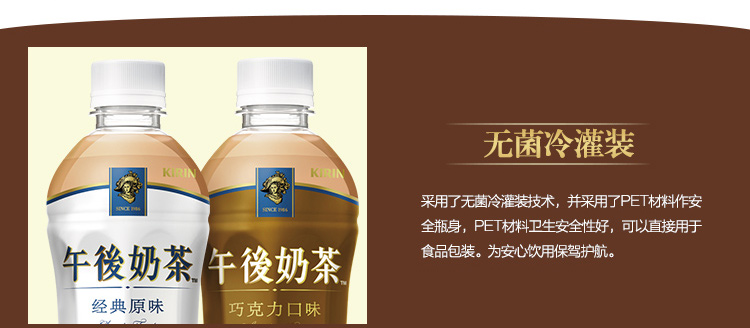 无菌冷灌装
采用了无菌冷灌装技术，并采用了PET材料作安
全瓶身，PET材料卫生安全性好，可以直接用于
食品包装。为安心饮用保驾护航。
KIRIN
SINCE 1986
午後奶茶™
经典原味
KIRIN
SINCE 1986
午後奶茶™
巧克力口味